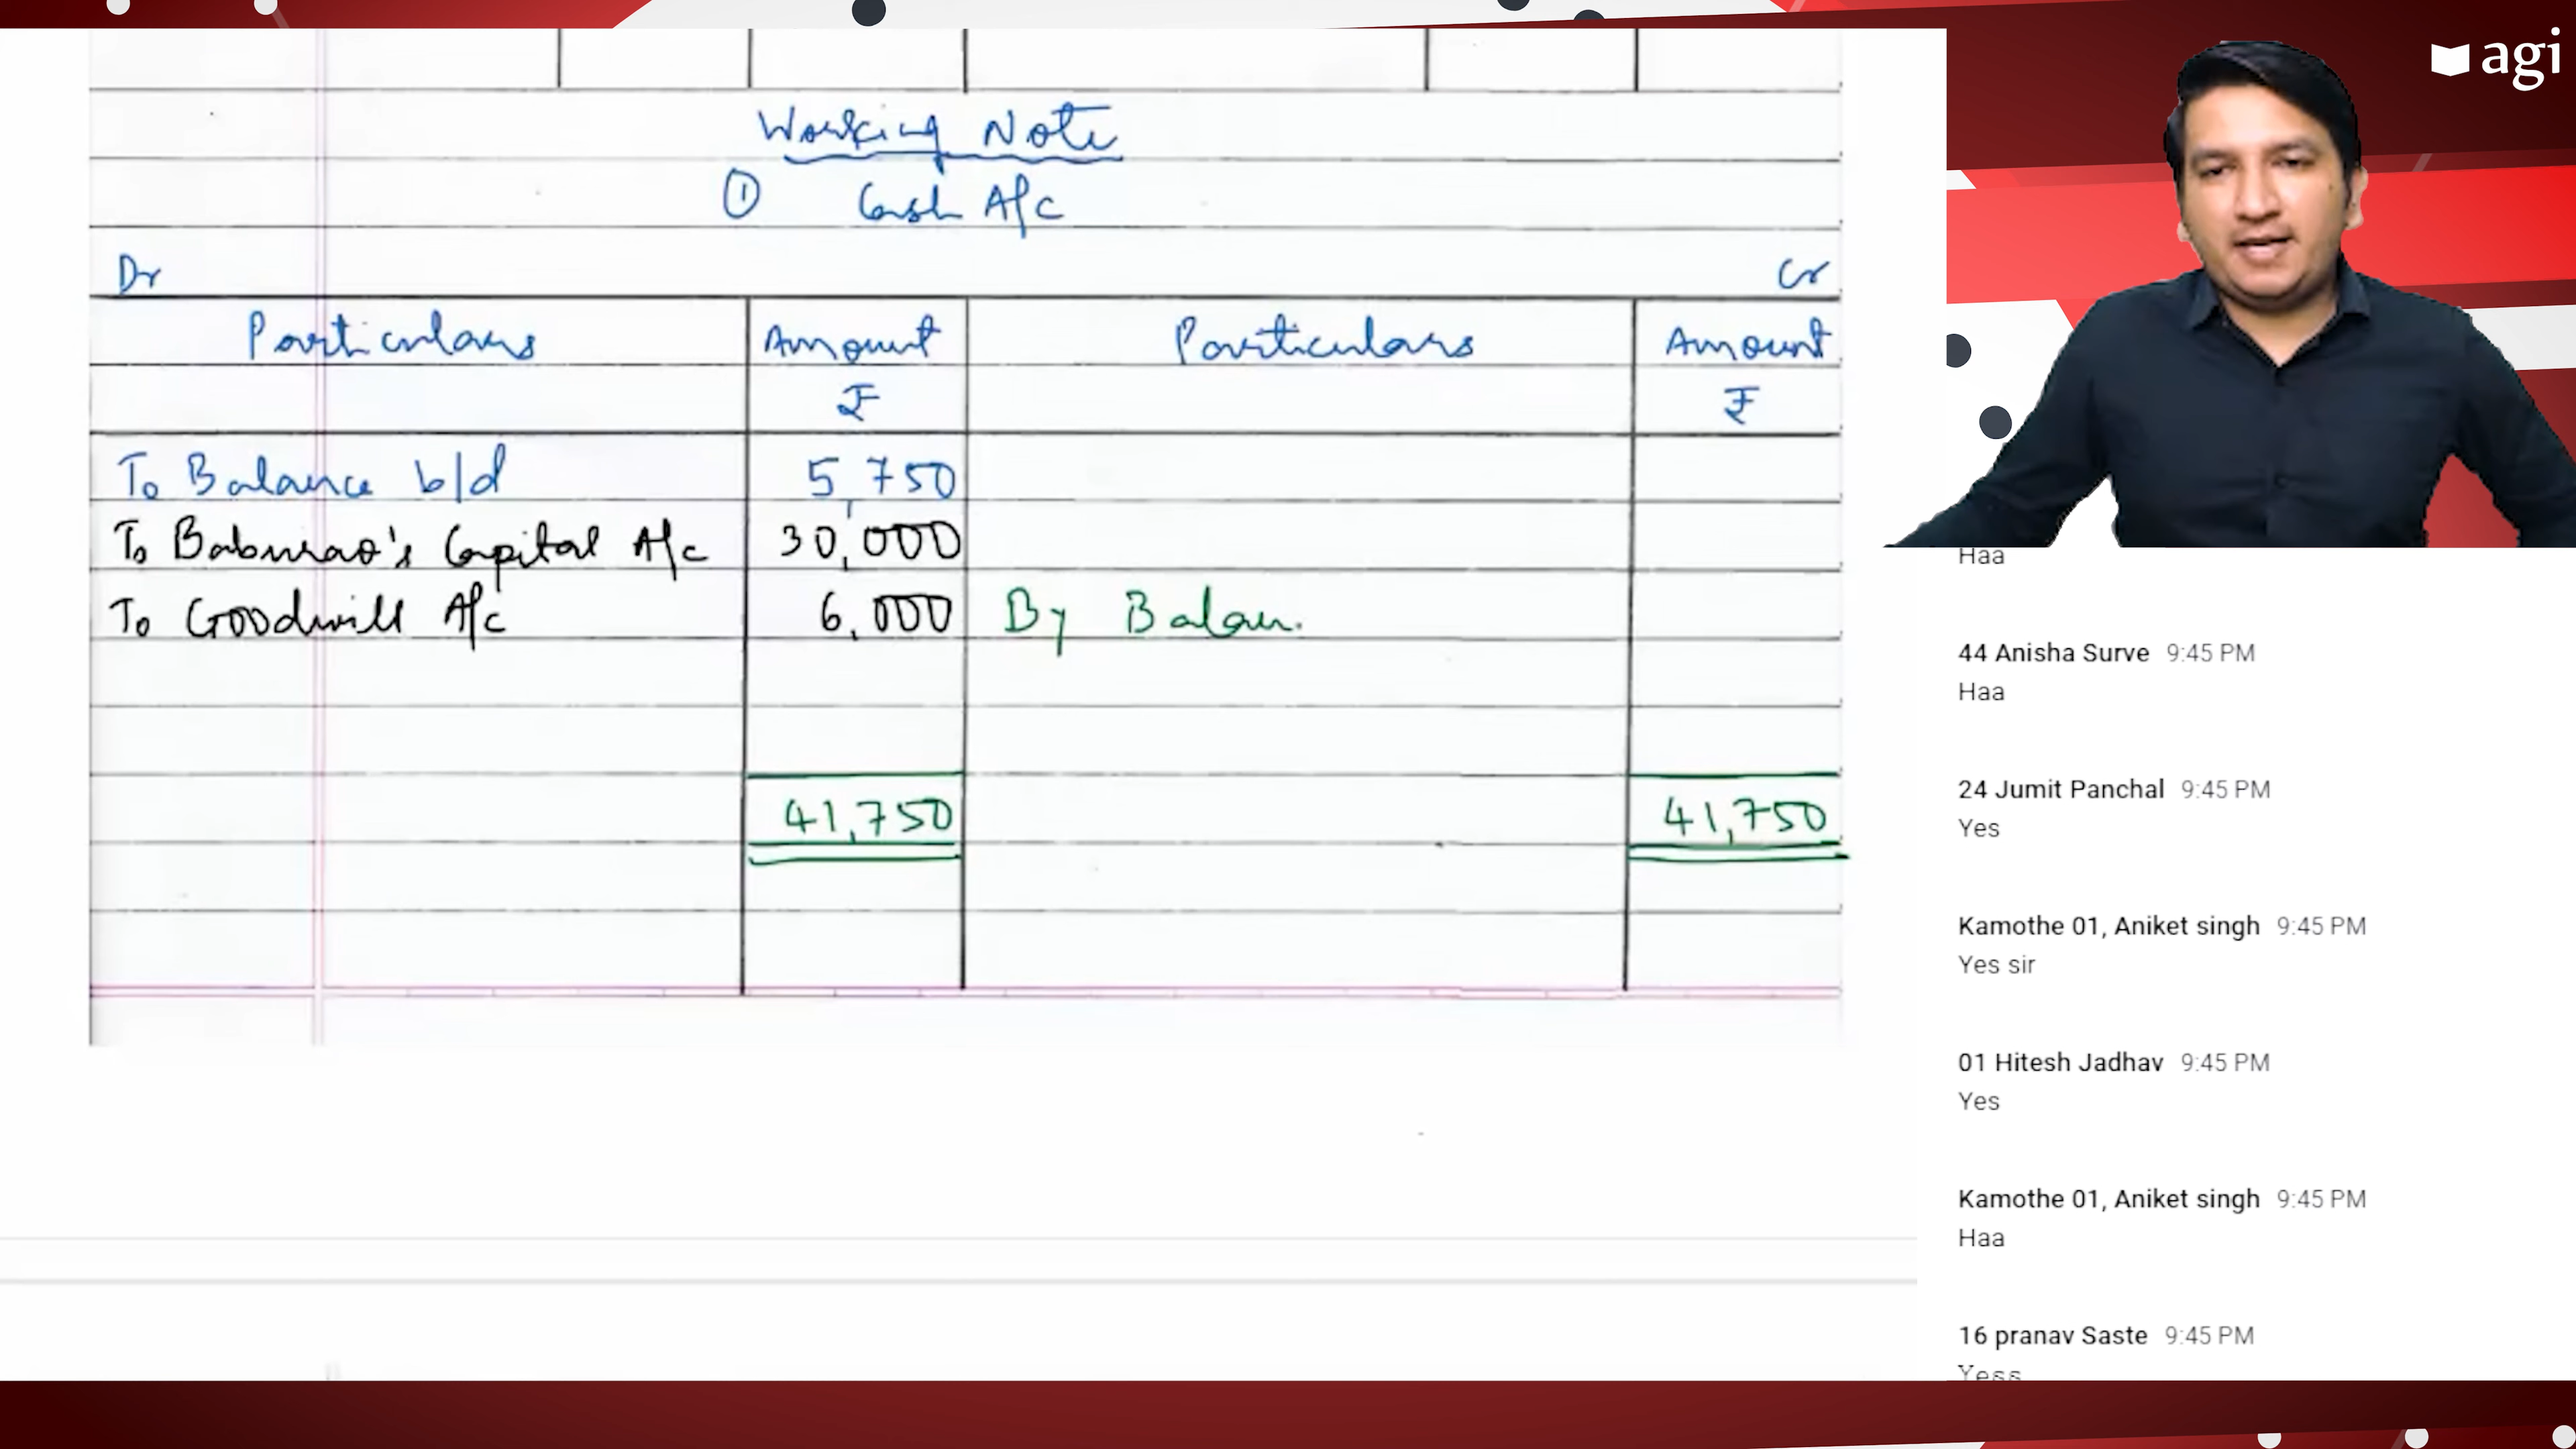 agi
Working Note
① Cash A/c
Dr Cr
Particulars Amount Particulars Amount
₹ ₹
To Balance b/d 5,750
To Baburao's Capital A/c 30,000
To Goodwill A/c 6,000 By Balan.
41,750 41,750
Haa
44 Anisha Surve 9:45 PM
Haa
24 Jumit Panchal 9:45 PM
Yes
Kamothe 01, Aniket singh 9:45 PM
Yes sir
01 Hitesh Jadhav 9:45 PM
Yes
Kamothe 01, Aniket singh 9:45 PM
Haa
16 pranav Saste 9:45 PM
Yess